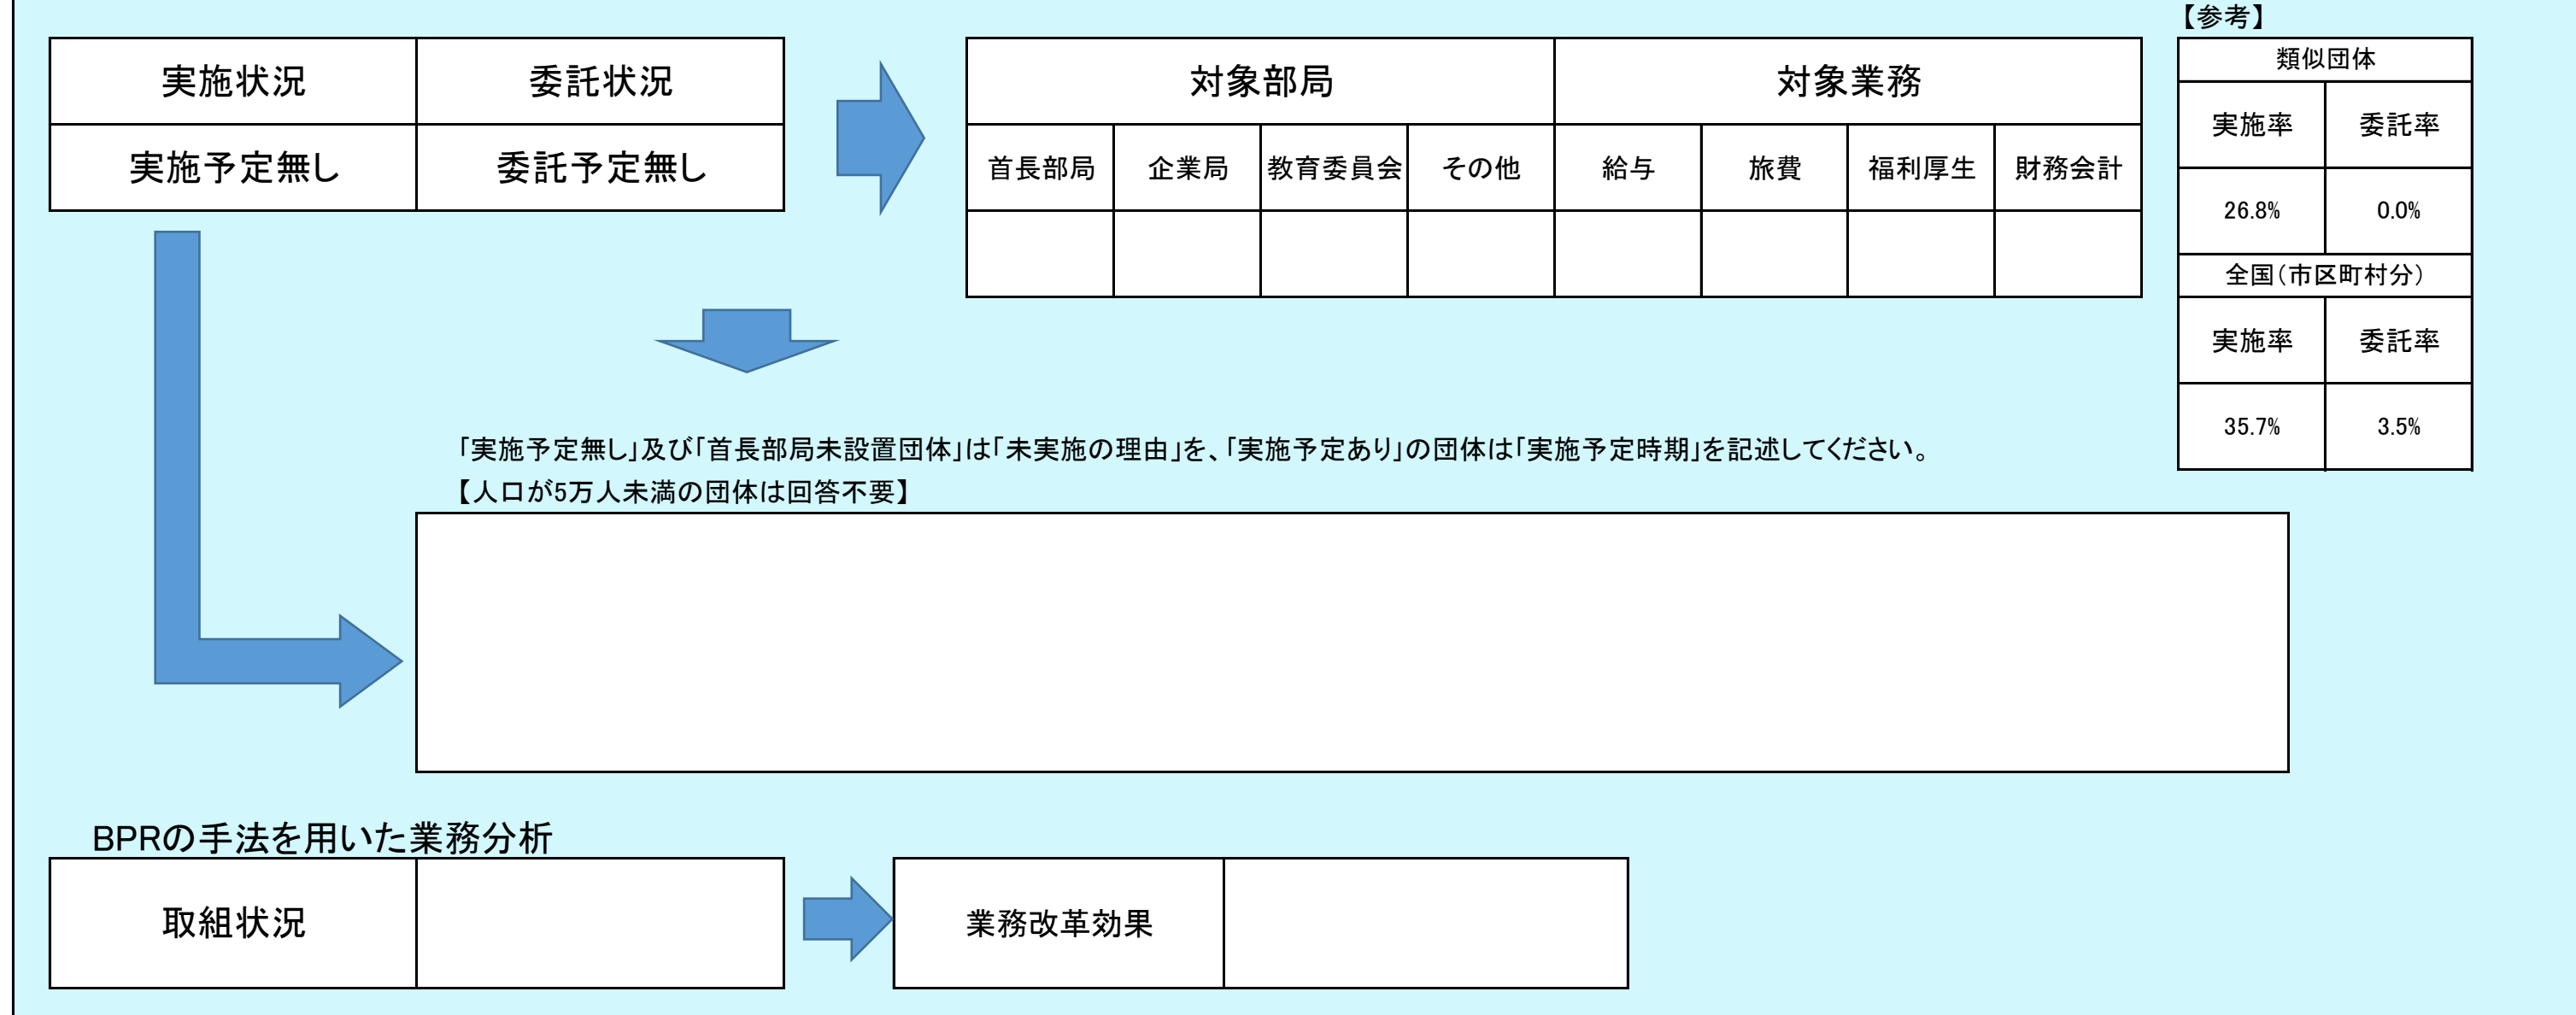 【参考】
実施状況 委託状況
実施予定無し 委託予定無し
対象部局 対象業務
首長部局 企業局 教育委員会 その他 給与 旅費 福利厚生 財務会計
類似団体
実施率 委託率
26.8% 0.0%
全国(市区町村分)
実施率 委託率
35.7% 3.5%
「実施予定無し」及び「首長部局未設置団体」は「未実施の理由」を、「実施予定あり」の団体は「実施予定時期」を記述してください。
【人口が5万人未満の団体は回答不要】
BPRの手法を用いた業務分析
取組状況
業務改革効果